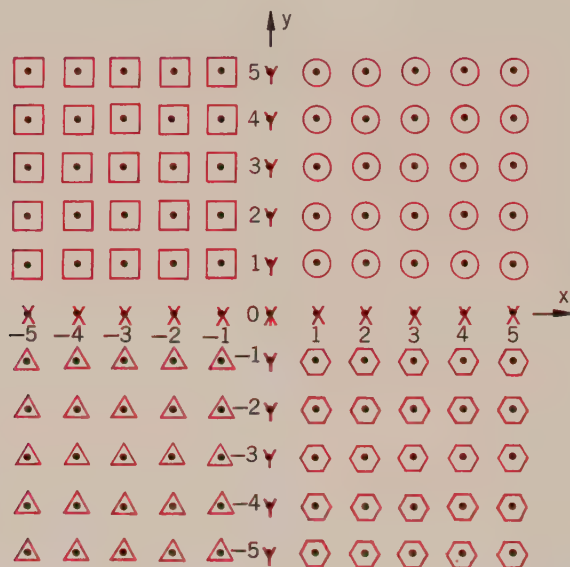 y
5 Y
4 Y
3 Y
2 Y
1 Y
X X X X X 0 X X X X X X x
−5 −4 −3 −2 −1 1 2 3 4 5
−1 Y
−2 Y
−3 Y
−4 Y
−5 Y